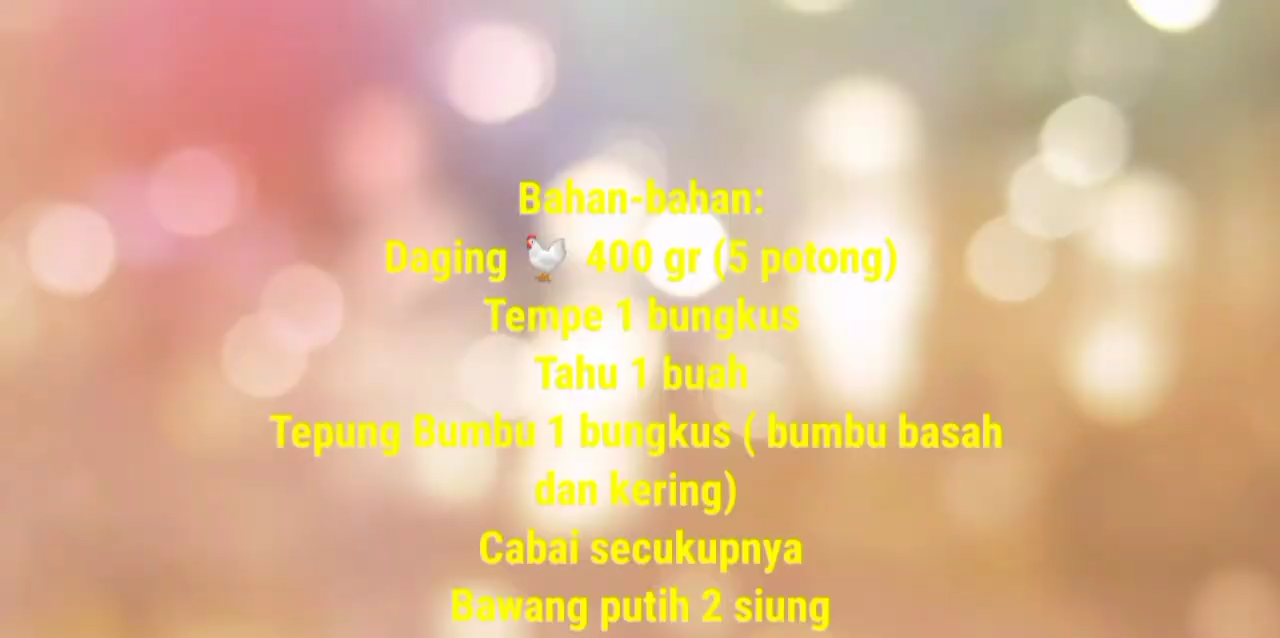 Bahan-bahan:
Daging 🐓 400 gr (5 potong)
Tempe 1 bungkus
Tahu 1 buah
Tepung Bumbu 1 bungkus ( bumbu basah
dan kering)
Cabai secukupnya
Bawang putih 2 siung